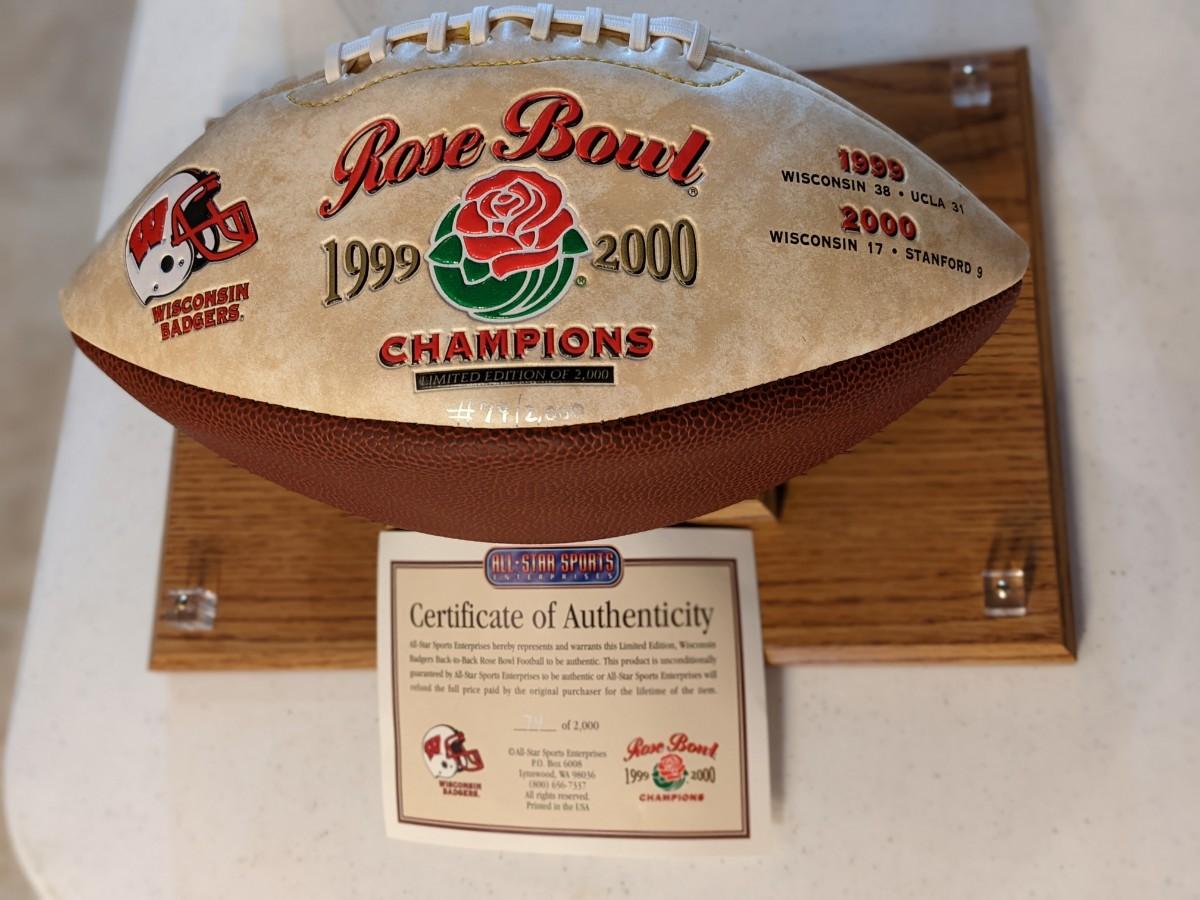 Rose Bowl®
1999 2000
CHAMPIONS
LIMITED EDITION OF 2,000
W
WISCONSIN
BADGERS.
1999
WISCONSIN 38 • UCLA 31
2000
WISCONSIN 17 • STANFORD 9
ALL-STAR SPORTS
ENTERPRISES
Certificate of Authenticity
All-Star Sports Enterprises hereby represents and warrants this Limited Edition, Wisconsin
Badgers Back-to-Back Rose Bowl Football to be authentic. This product is unconditionally
guaranteed by All-Star Sports Enterprises to be authentic or All-Star Sports Enterprises will
refund the full price paid by the original purchaser for the lifetime of the item.
of 2,000
W
WISCONSIN
BADGERS.
©All-Star Sports Enterprises
P.O. Box 6008
Lynnwood, WA 98036
(800) 656-7337
All rights reserved.
Printed in the USA
Rose Bowl
1999 2000
CHAMPIONS